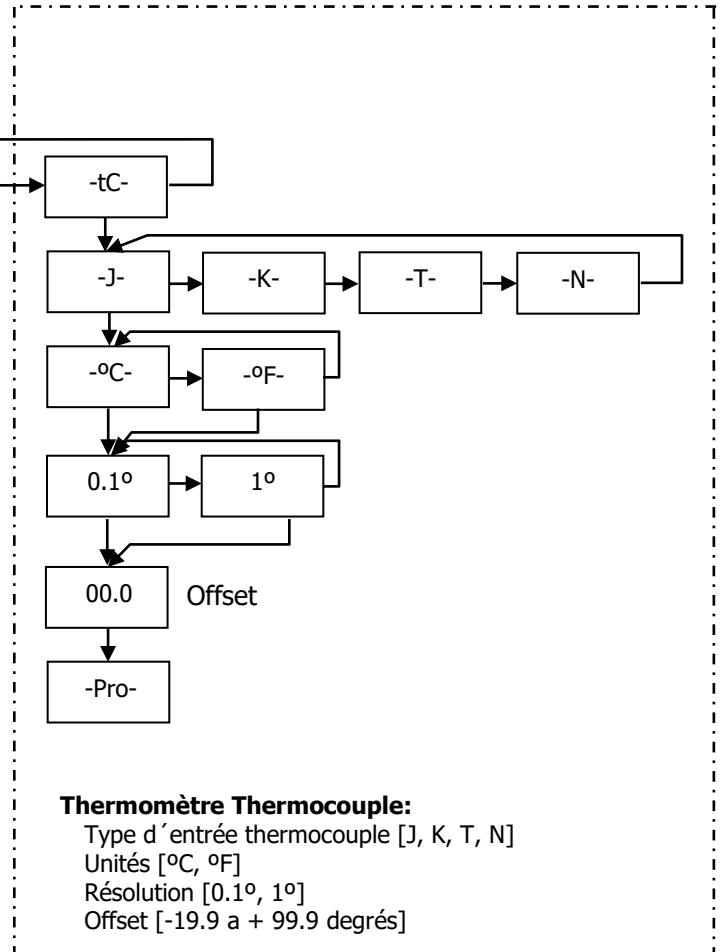 -tC-
-J- -K- -T- -N-
-ºC- -ºF-
0.1º 1º
00.0 Offset
-Pro-
Thermomètre Thermocouple:
Type d´entrée thermocouple [J, K, T, N]
Unités [ºC, ºF]
Résolution [0.1º, 1º]
Offset [-19.9 a + 99.9 degrés]